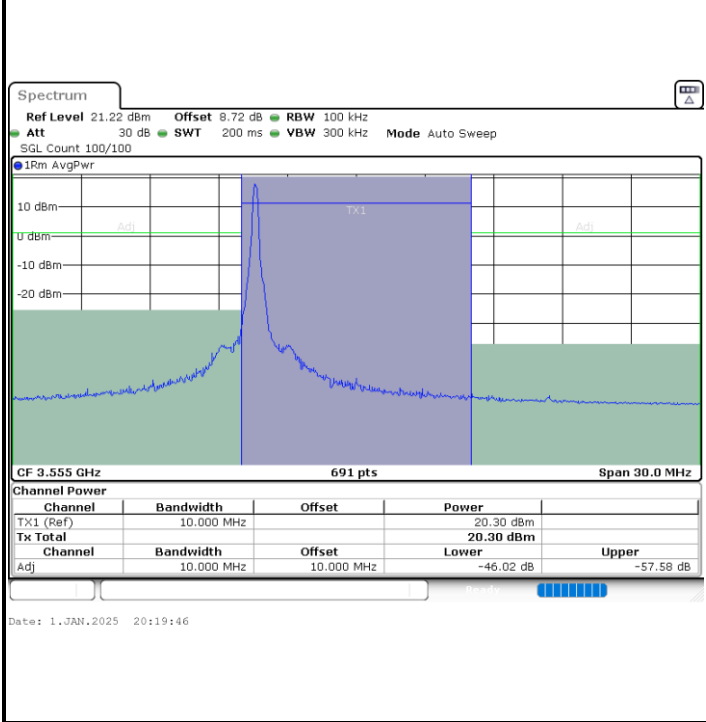 Spectrum
Ref Level 21.22 dBm Offset 8.72 dB RBW 100 kHz
Att 30 dB SWT 200 ms VBW 300 kHz Mode Auto Sweep
SGL Count 100/100
1Rm AvgPwr
10 dBm
TX1
Adj Adj
0 dBm
-10 dBm
-20 dBm
CF 3.555 GHz 691 pts Span 30.0 MHz
Channel Power
Channel Bandwidth Offset Power
TX1 (Ref) 10.000 MHz 20.30 dBm
Tx Total 20.30 dBm
Channel Bandwidth Offset Lower Upper
Adj 10.000 MHz 10.000 MHz -46.02 dB -57.58 dB
Ready
Date: 1.JAN.2025 20:19:46